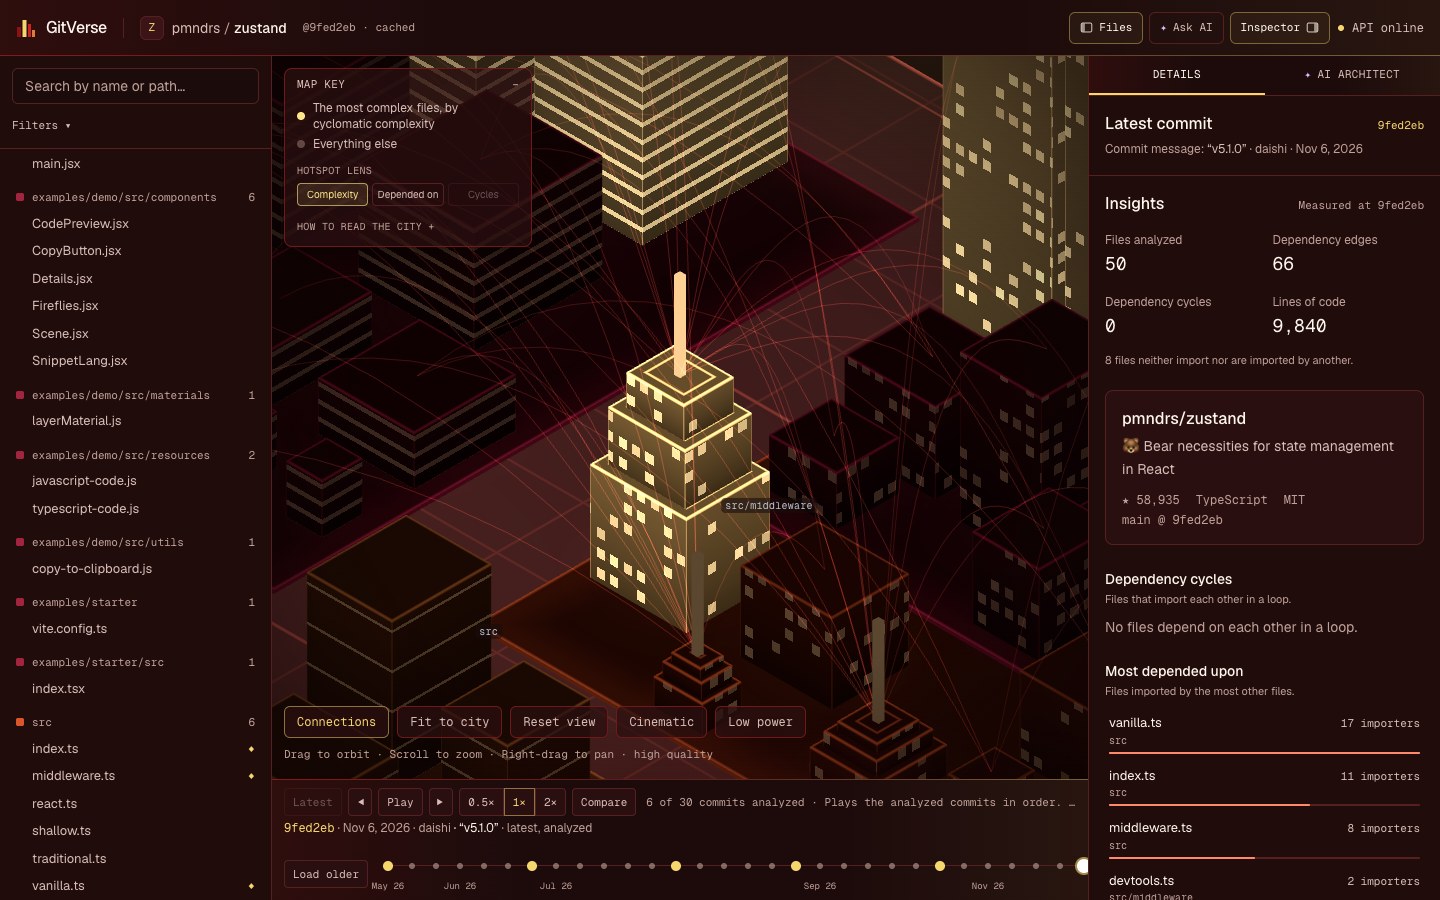 GitVerse
Z pmndrs / zustand @9fed2eb · cached
Files
✦ Ask AI
Inspector
API online
Search by name or path…
Filters ▾
main.jsx
examples/demo/src/components 6
CodePreview.jsx
CopyButton.jsx
Details.jsx
Fireflies.jsx
Scene.jsx
SnippetLang.jsx
examples/demo/src/materials 1
layerMaterial.js
examples/demo/src/resources 2
javascript-code.js
typescript-code.js
examples/demo/src/utils 1
copy-to-clipboard.js
examples/starter 1
vite.config.ts
examples/starter/src 1
index.tsx
src 6
index.ts ♦
middleware.ts ♦
react.ts
shallow.ts
traditional.ts
vanilla.ts ♦
MAP KEY −
The most complex files, by
cyclomatic complexity
Everything else
HOTSPOT LENS
Complexity Depended on Cycles
HOW TO READ THE CITY +
src/middleware
src
Connections Fit to city Reset view Cinematic Low power
Drag to orbit · Scroll to zoom · Right-drag to pan · high quality
Latest ◄ Play ► 0.5× 1× 2× Compare 6 of 30 commits analyzed · Plays the analyzed commits in order. …
9fed2eb · Nov 6, 2026 · daishi · “v5.1.0” · latest, analyzed
Load older
May 26 Jun 26 Jul 26 Sep 26 Nov 26
DETAILS ✦ AI ARCHITECT
Latest commit 9fed2eb
Commit message: “v5.1.0” · daishi · Nov 6, 2026
Insights Measured at 9fed2eb
Files analyzed Dependency edges
50 66
Dependency cycles Lines of code
0 9,840
8 files neither import nor are imported by another.
pmndrs/zustand
🐻 Bear necessities for state management
in React
★ 58,935 TypeScript MIT
main @ 9fed2eb
Dependency cycles
Files that import each other in a loop.
No files depend on each other in a loop.
Most depended upon
Files imported by the most other files.
vanilla.ts 17 importers
src
index.ts 11 importers
src
middleware.ts 8 importers
src
devtools.ts 2 importers
src/middleware